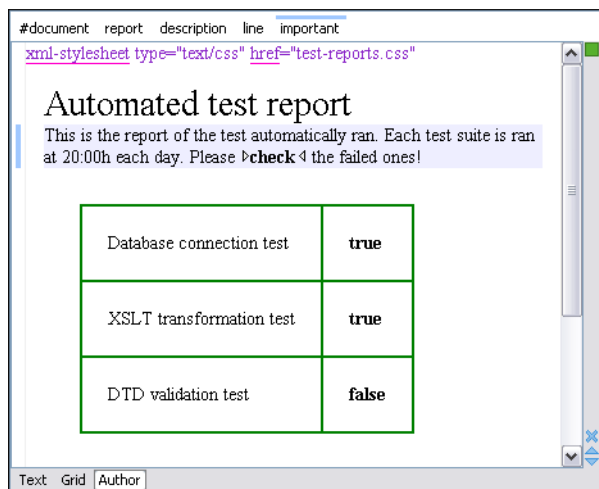 #document report description line important
xml-stylesheet type="text/css" href="test-reports.css"
Automated test report
This is the report of the test automatically ran. Each test suite is ran
at 20:00h each day. Please check the failed ones!
Database connection test true
XSLT transformation test true
DTD validation test false
Text Grid Author